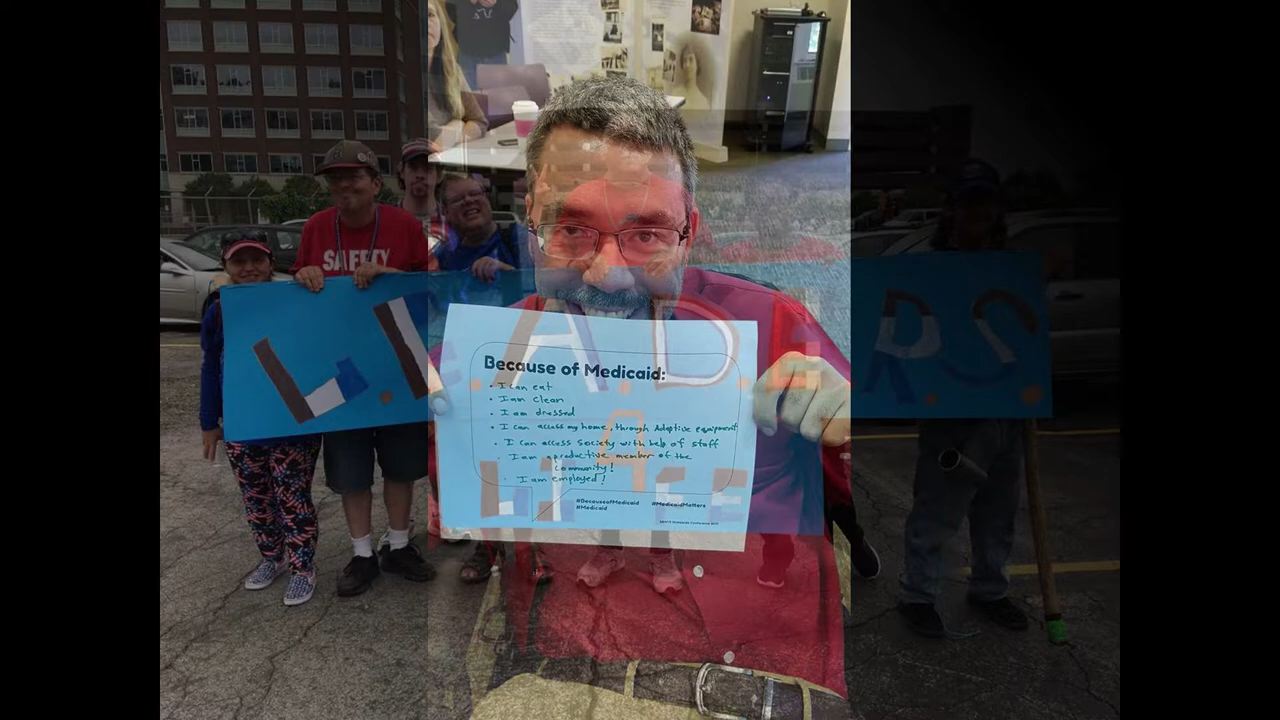 SAFETY
L.E.A.D.E.R.S.
LIFE
Because of Medicaid:
• I can eat
• I am clean
• I am dressed
• I can access my home, through Adaptive equipment
• I can access Society with help of staff
• I am a productive member of the
community!
• I am employed!
#BecauseofMedicaid #MedicaidMatters
#Medicaid